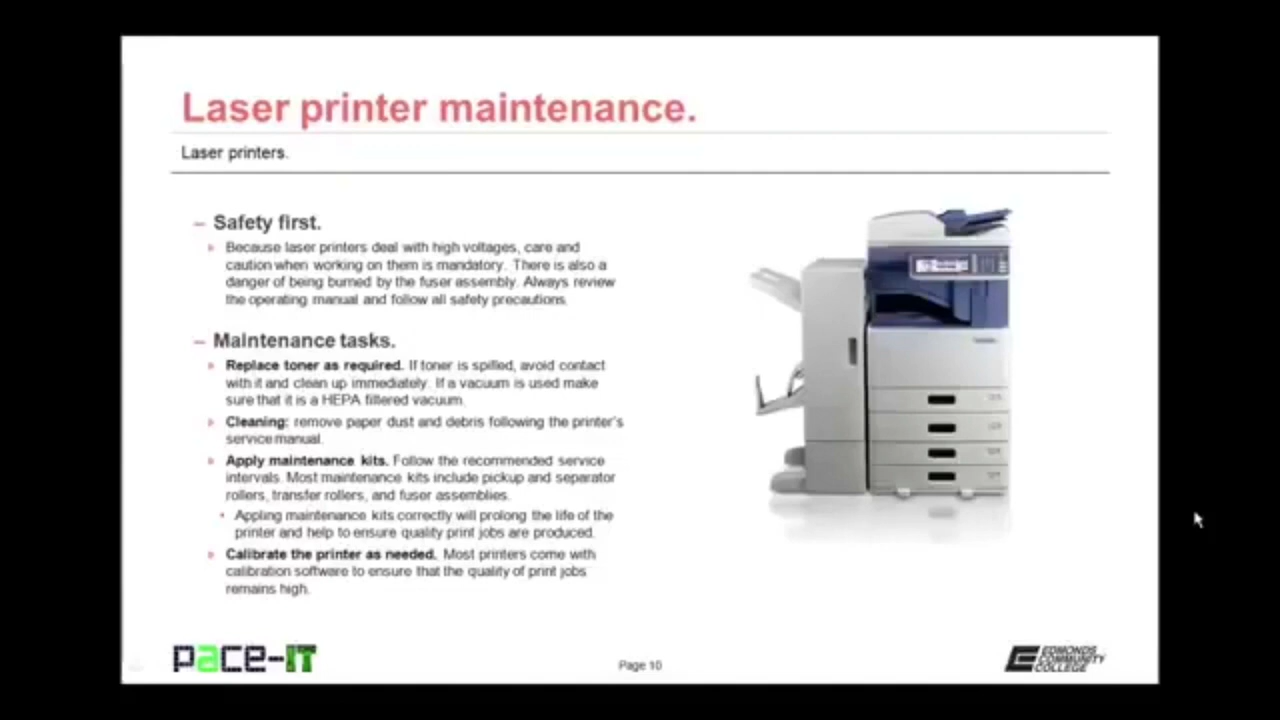 Laser printer maintenance.
Laser printers.
– Safety first.
» Because laser printers deal with high voltages, care and
caution when working on them is mandatory. There is also a
danger of being burned by the fuser assembly. Always review
the operating manual and follow all safety precautions.
– Maintenance tasks.
» Replace toner as required. If toner is spilled, avoid contact
with it and clean up immediately. If a vacuum is used make
sure that it is a HEPA filtered vacuum.
» Cleaning: remove paper dust and debris following the printer's
service manual.
» Apply maintenance kits. Follow the recommended service
intervals. Most maintenance kits include pickup and separator
rollers, transfer rollers, and fuser assemblies.
• Appling maintenance kits correctly will prolong the life of the
printer and help to ensure quality print jobs are produced.
» Calibrate the printer as needed. Most printers come with
calibration software to ensure that the quality of print jobs
remains high.
pace-IT
Page 10
EDMONDS
COMMUNITY
COLLEGE